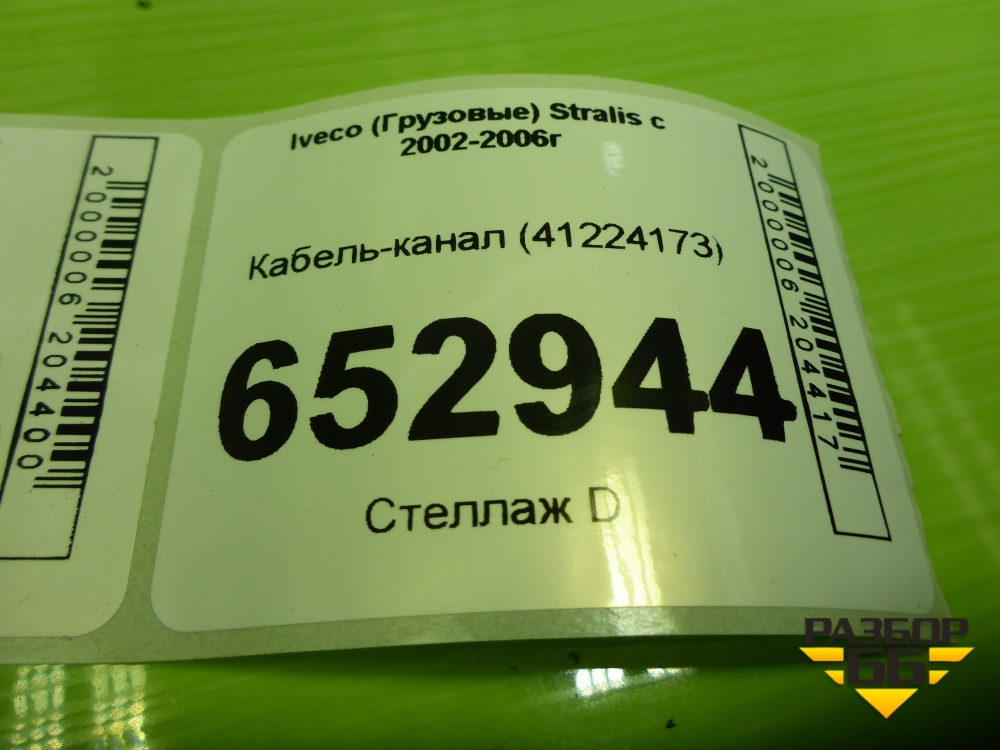 Iveco (Грузовые) Stralis с
2002-2006г
Кабель-канал (41224173)
652944
Стеллаж D
2000006204417
2000006204400
РАЗБОР
66